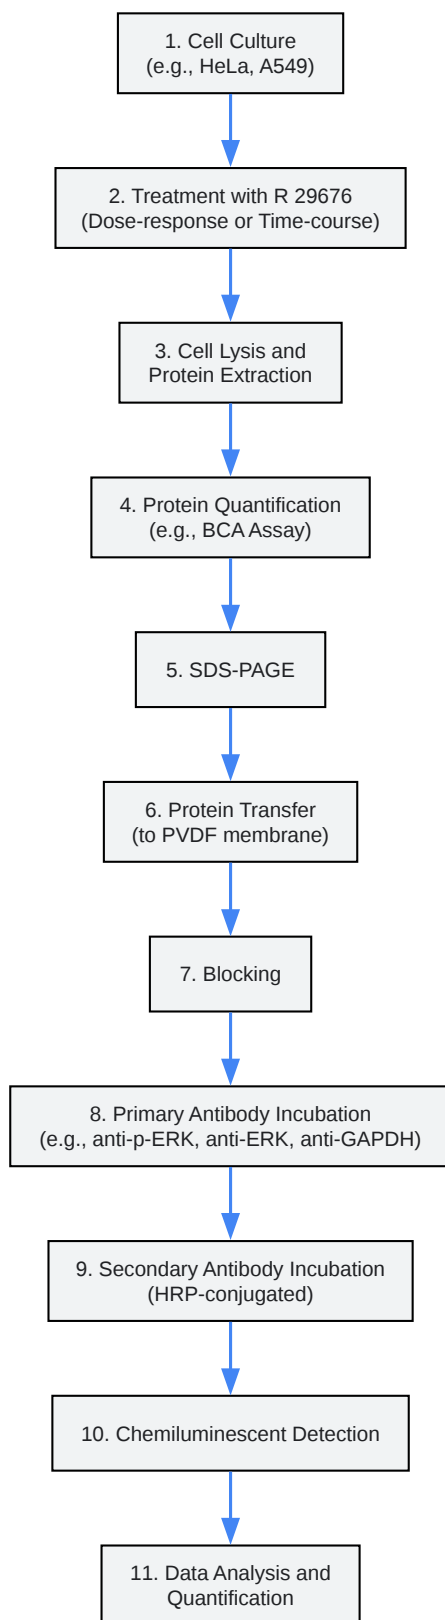 1. Cell Culture
(e.g., HeLa, A549)
2. Treatment with R 29676
(Dose-response or Time-course)
3. Cell Lysis and
Protein Extraction
4. Protein Quantification
(e.g., BCA Assay)
5. SDS-PAGE
6. Protein Transfer
(to PVDF membrane)
7. Blocking
8. Primary Antibody Incubation
(e.g., anti-p-ERK, anti-ERK, anti-GAPDH)
9. Secondary Antibody Incubation
(HRP-conjugated)
10. Chemiluminescent Detection
11. Data Analysis and
Quantification